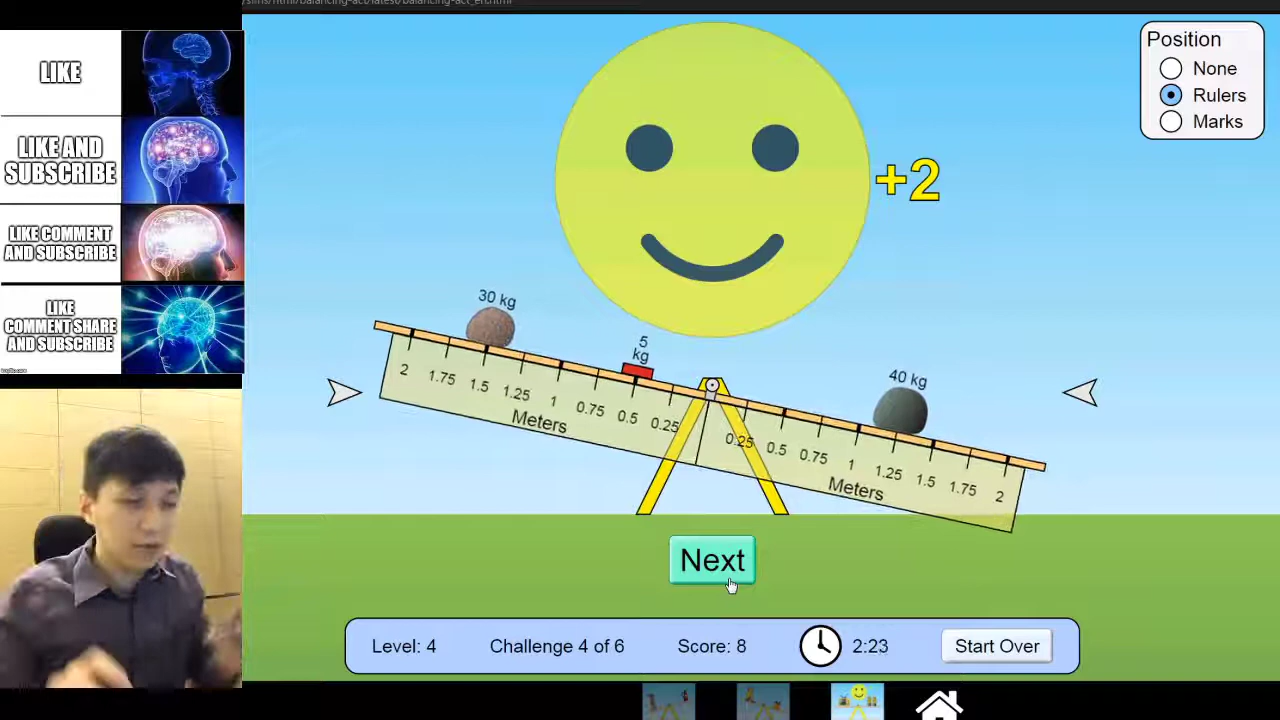 LIKE
LIKE AND
SUBSCRIBE
LIKE COMMENT
AND SUBSCRIBE
LIKE
COMMENT SHARE
AND SUBSCRIBE
Position
None
Rulers
Marks
+2
30 kg
5
kg
40 kg
2 1.75 1.5 1.25 1 0.75 0.5 0.25
Meters
0.25 0.5 0.75 1 1.25 1.5 1.75 2
Meters
Next
Level: 4 Challenge 4 of 6 Score: 8 2:23 Start Over